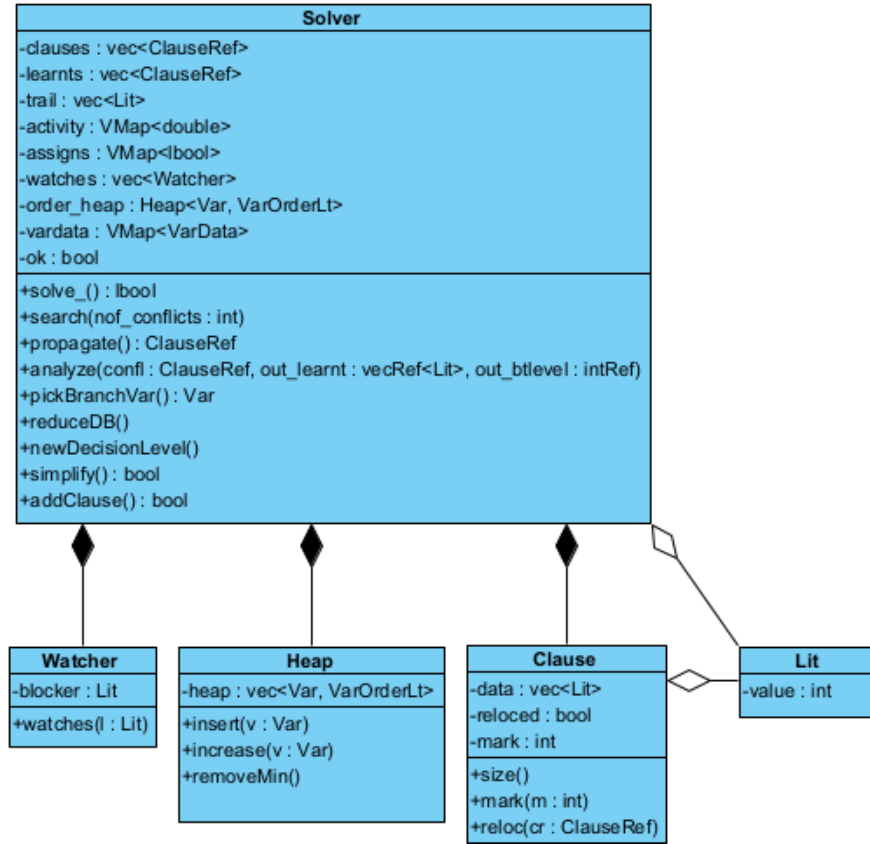 Solver
-clauses : vec<ClauseRef>
-learnts : vec<ClauseRef>
-trail : vec<Lit>
-activity : VMap<double>
-assigns : VMap<lbool>
-watches : vec<Watcher>
-order_heap : Heap<Var, VarOrderLt>
-vardata : VMap<VarData>
-ok : bool
+solve_() : lbool
+search(nof_conflicts : int)
+propagate() : ClauseRef
+analyze(confl : ClauseRef, out_learnt : vecRef<Lit>, out_btlevel : intRef)
+pickBranchVar() : Var
+reduceDB()
+newDecisionLevel()
+simplify() : bool
+addClause() : bool
Watcher
-blocker : Lit
+watches(l : Lit)
Heap
-heap : vec<Var, VarOrderLt>
+insert(v : Var)
+increase(v : Var)
+removeMin()
Clause
-data : vec<Lit>
-reloced : bool
-mark : int
+size()
+mark(m : int)
+reloc(cr : ClauseRef)
Lit
-value : int